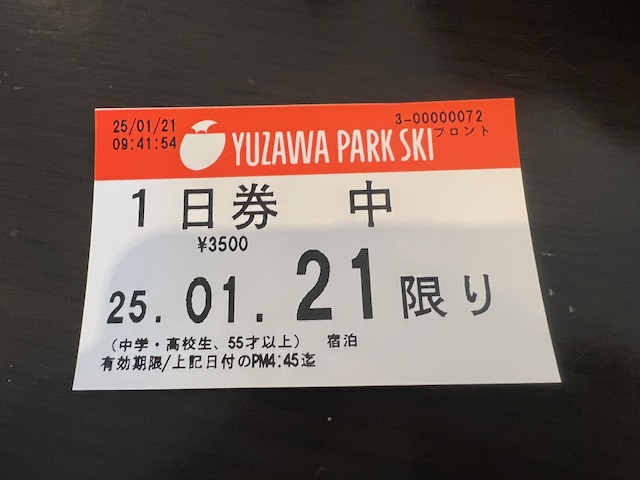 25/01/21
09:41:54
3-00000072
フロント
YUZAWA PARK SKI
1日券 中
¥3500
25.01.21限り
(中学・高校生、55才以上) 宿泊
有効期限/上記日付のPM4:45迄